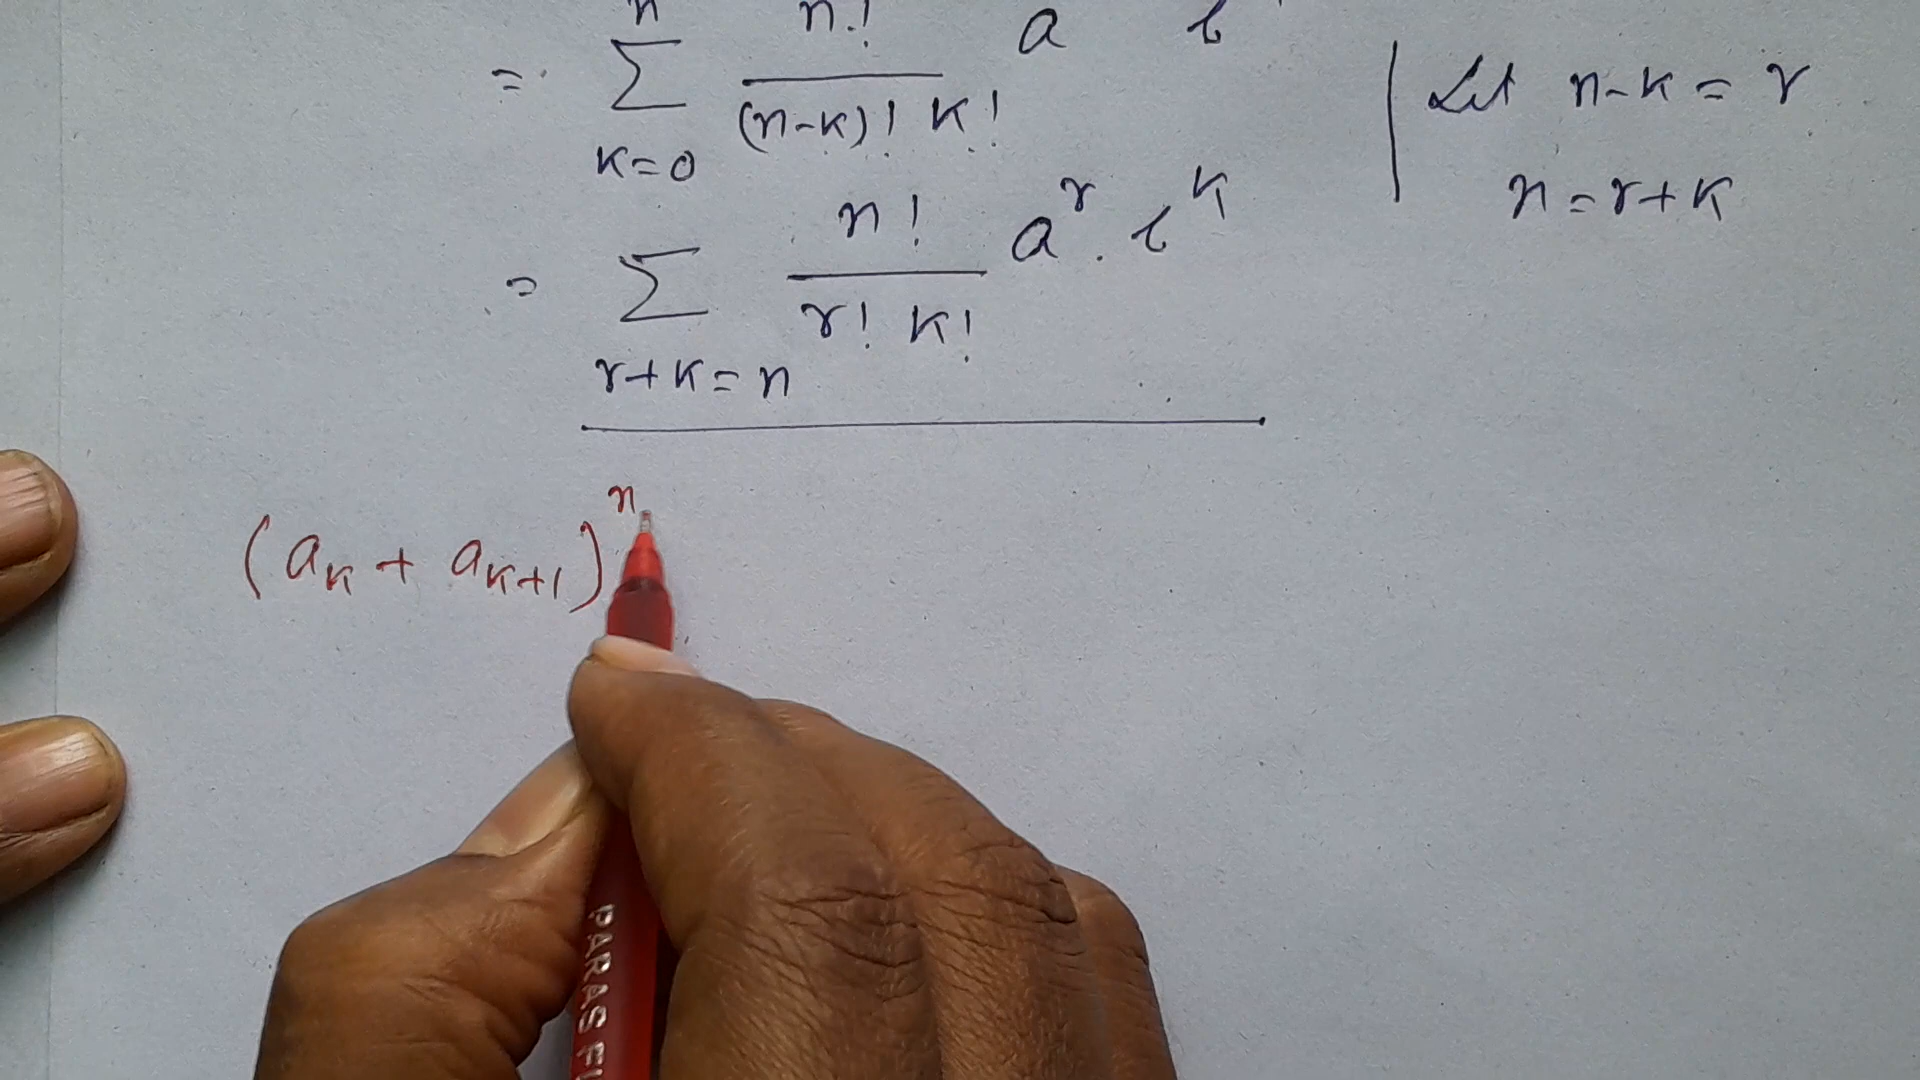 = n∑k=0 n!/((n-k)! k!) a b | Let n-k = r
n = r+k
= ∑r+k=n n!/(r! k!) a^r . b^k
(a_k + a_k+1)^n
PARAS